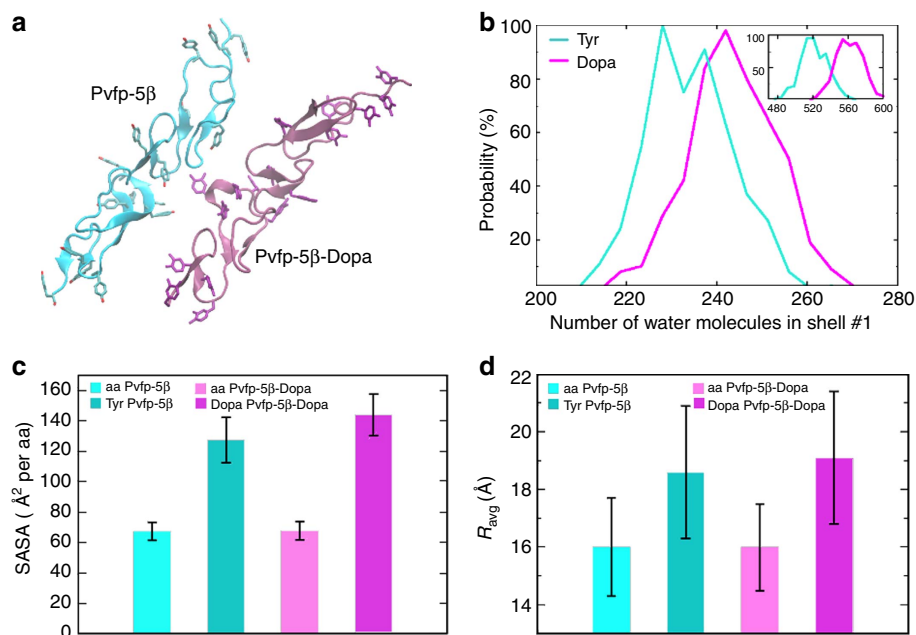 a
Pvfp-5β
Pvfp-5β-Dopa
b
Tyr
Dopa
100
50
480 520 560 600
100
80
60
40
20
Probability (%)
200 220 240 260 280
Number of water molecules in shell #1
c
aa Pvfp-5β
aa Pvfp-5β-Dopa
Tyr Pvfp-5β
Dopa Pvfp-5β-Dopa
160
140
120
100
80
60
40
20
0
SASA ( Å² per aa)
d
aa Pvfp-5β
aa Pvfp-5β-Dopa
Tyr Pvfp-5β
Dopa Pvfp-5β-Dopa
22
20
18
16
14
13
Ravg (Å)